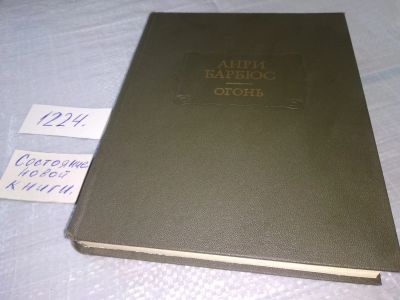 АНРИ
БАРБЮС
ОГОНЬ
1224.
Состояние
новой
книги.